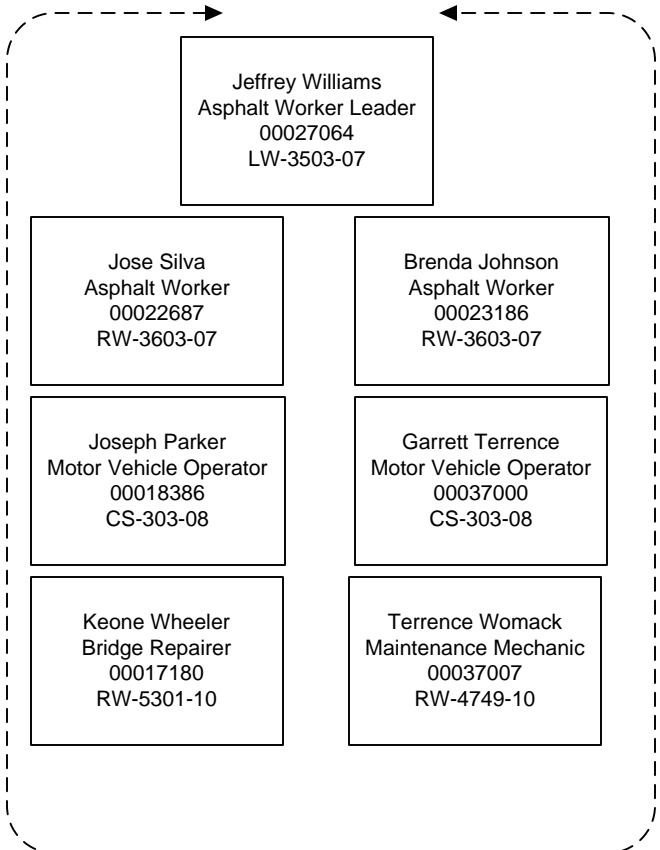 Jeffrey Williams
Asphalt Worker Leader
00027064
LW-3503-07
Jose Silva
Asphalt Worker
00022687
RW-3603-07
Brenda Johnson
Asphalt Worker
00023186
RW-3603-07
Joseph Parker
Motor Vehicle Operator
00018386
CS-303-08
Garrett Terrence
Motor Vehicle Operator
00037000
CS-303-08
Keone Wheeler
Bridge Repairer
00017180
RW-5301-10
Terrence Womack
Maintenance Mechanic
00037007
RW-4749-10